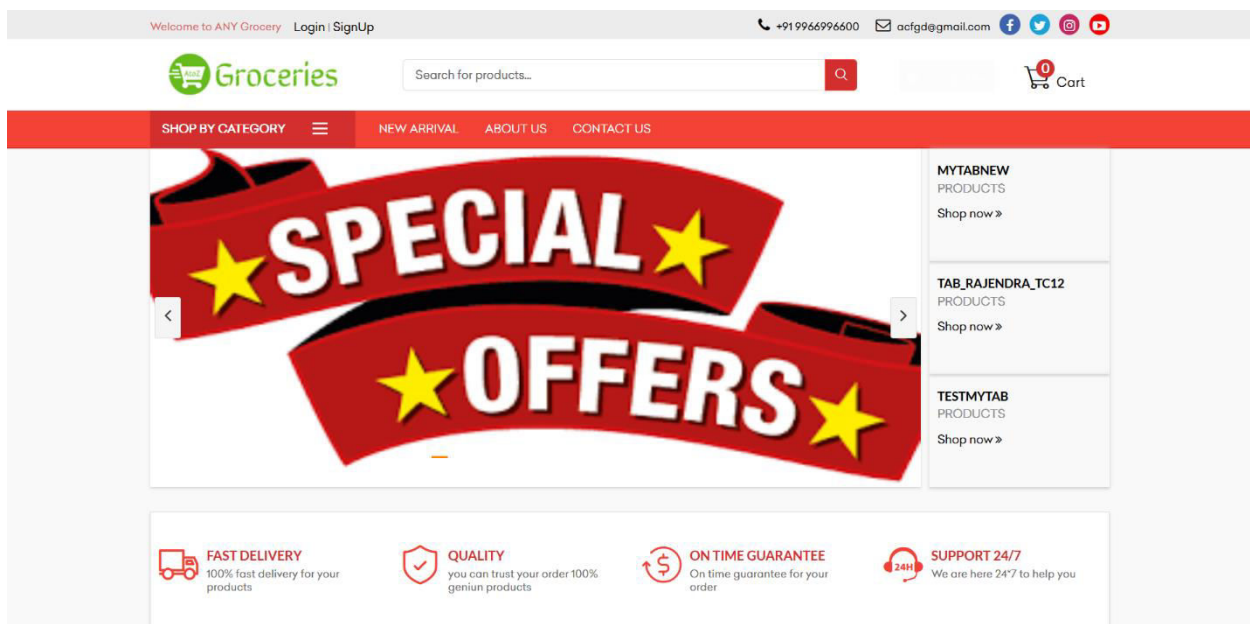 Welcome to ANY Grocery Login | SignUp
+91 9966996600 acfgd@gmail.com
AtoZ Groceries
Search for products...
0 Cart
SHOP BY CATEGORY NEW ARRIVAL ABOUT US CONTACT US
SPECIAL
OFFERS
MYTABNEW
PRODUCTS
Shop now »
TAB_RAJENDRA_TC12
PRODUCTS
Shop now »
TESTMYTAB
PRODUCTS
Shop now »
FAST DELIVERY
100% fast delivery for your
products
QUALITY
you can trust your order 100%
geniun products
ON TIME GUARANTEE
On time guarantee for your
order
24H
SUPPORT 24/7
We are here 24*7 to help you